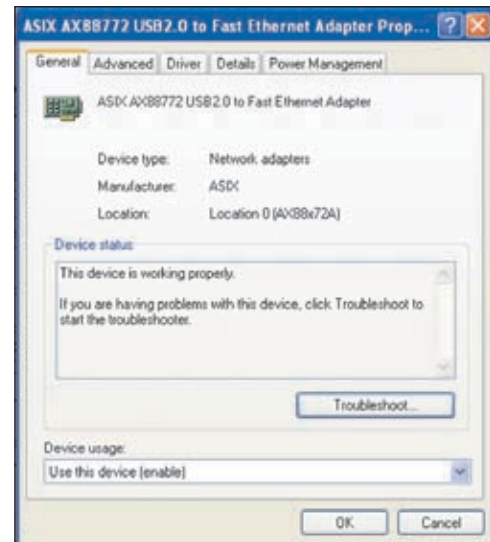 ASIX AX88772 USB2.0 to Fast Ethernet Adapter Prop...
General Advanced Driver Details Power Management
ASIX AX88772 USB2.0 to Fast Ethernet Adapter
Device type: Network adapters
Manufacturer: ASIX
Location: Location 0 (AX88x72A)
Device status
This device is working properly.
If you are having problems with this device, click Troubleshoot to
start the troubleshooter.
Troubleshoot...
Device usage:
Use this device (enable)
OK Cancel